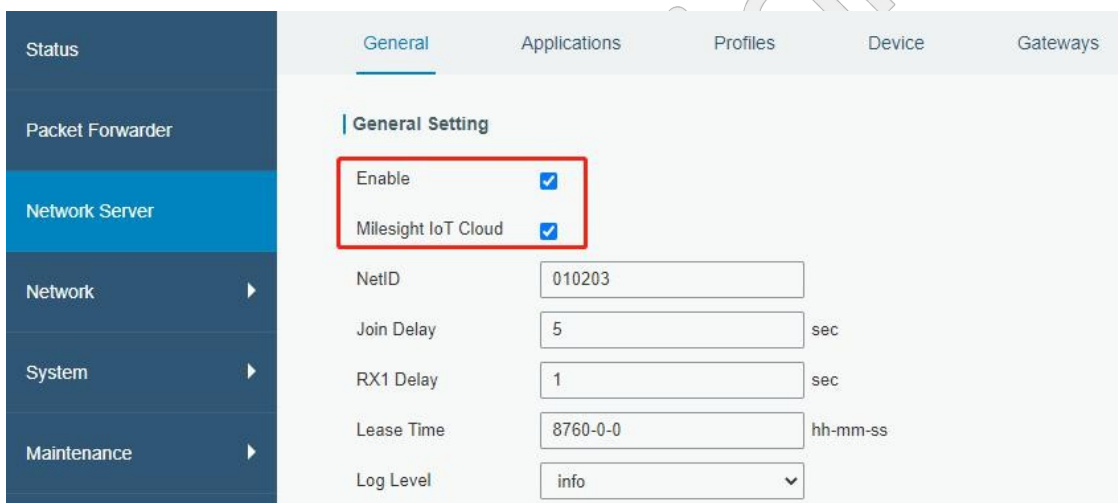 Status
Packet Forwarder
Network Server
Network
System
Maintenance
General Applications Profiles Device Gateways
General Setting
Enable
Milesight IoT Cloud
NetID 010203
Join Delay 5 sec
RX1 Delay 1 sec
Lease Time 8760-0-0 hh-mm-ss
Log Level info